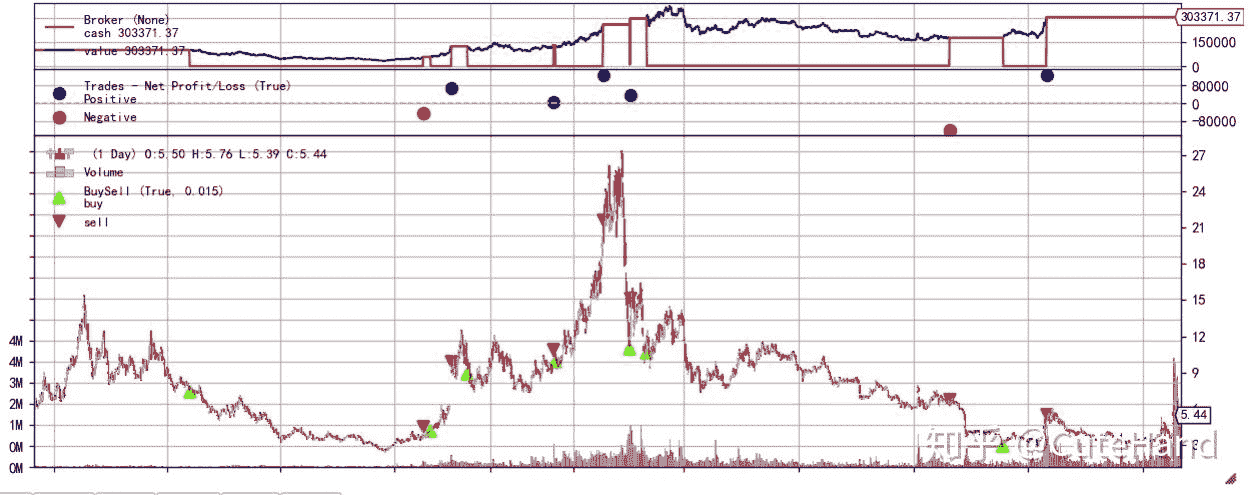 Broker (None)
cash 303371.37
value 303371.37
303371.37
150000
0
Trades - Net Profit/Loss (True)
Positive
Negative
80000
0
-80000
(1 Day) O:5.50 H:5.76 L:5.39 C:5.44
Volume
BuySell (True, 0.015)
buy
sell
27
24
21
18
15
12
9
5.44
4M
4M
3M
2M
1M
0M
0M
知乎 @CuteHand